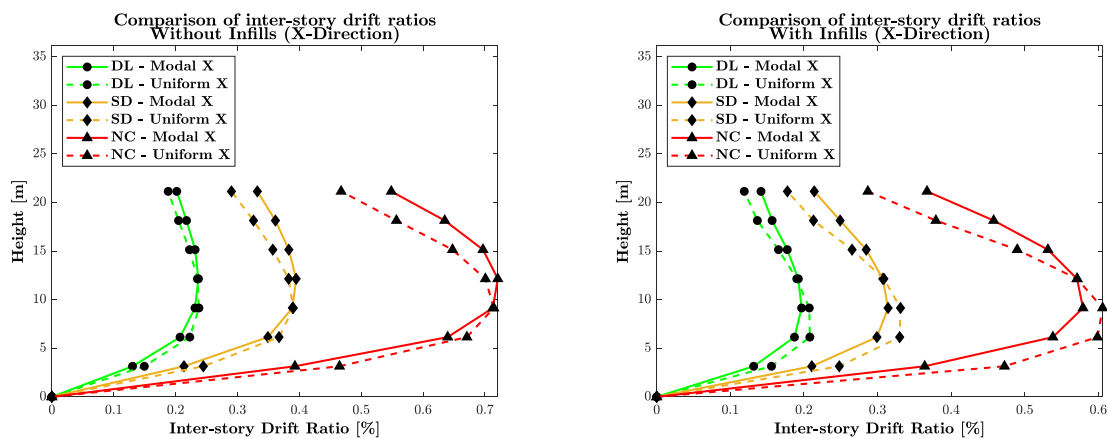 Comparison of inter-story drift ratios
Without Infills (X-Direction)
35
30
25
20
15
10
5
0
Height [m]
DL - Modal X
DL - Uniform X
SD - Modal X
SD - Uniform X
NC - Modal X
NC - Uniform X
0 0.1 0.2 0.3 0.4 0.5 0.6 0.7
Inter-story Drift Ratio [%]
Comparison of inter-story drift ratios
With Infills (X-Direction)
35
30
25
20
15
10
5
0
Height [m]
DL - Modal X
DL - Uniform X
SD - Modal X
SD - Uniform X
NC - Modal X
NC - Uniform X
0 0.1 0.2 0.3 0.4 0.5 0.6
Inter-story Drift Ratio [%]